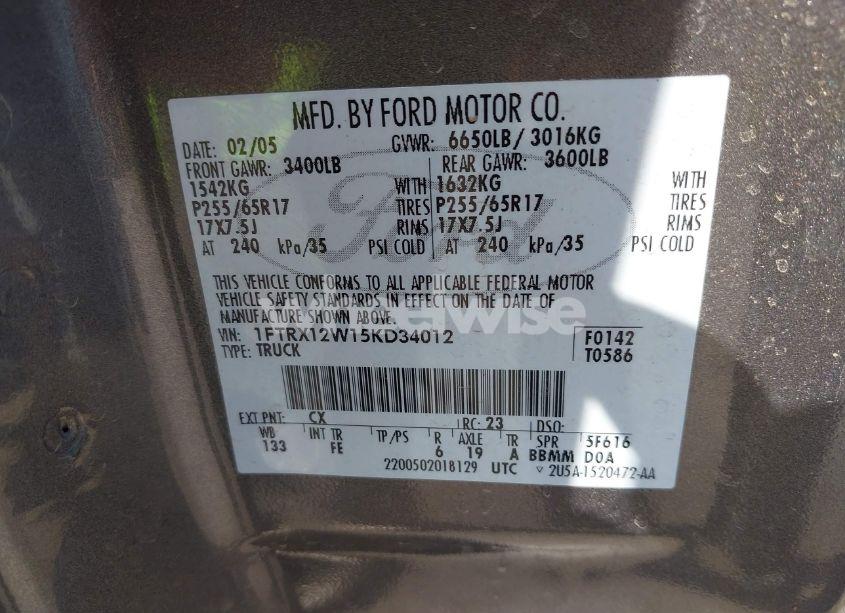 MFD. BY FORD MOTOR CO.
DATE: 02/05 GVWR: 6650LB/ 3016KG
FRONT GAWR: 3400LB REAR GAWR: 3600LB
1542KG WITH 1632KG WITH
P255/65R17 TIRES P255/65R17 TIRES
17X7.5J RIMS 17X7.5J RIMS
AT 240 kPa/35 PSI COLD AT 240 kPa/35 PSI COLD
Ford
THIS VEHICLE CONFORMS TO ALL APPLICABLE FEDERAL MOTOR
VEHICLE SAFETY STANDARDS IN EFFECT ON THE DATE OF
MANUFACTURE SHOWN ABOVE.
VIN: 1FTRX12W15KD34012 F0142
TYPE: TRUCK T0586
EXT PNT: CX RC: 23 DSO:
WB INT TR TP/PS R AXLE TR SPR 5F616
133 FE 6 19 A BBMM DOA
2200502018129 UTC 2U5A-1520472-AA